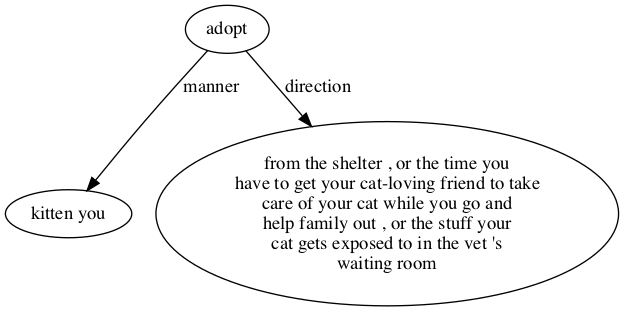 adopt
manner
direction
kitten you
from the shelter , or the time you
have to get your cat-loving friend to take
care of your cat while you go and
help family out , or the stuff your
cat gets exposed to in the vet 's
waiting room